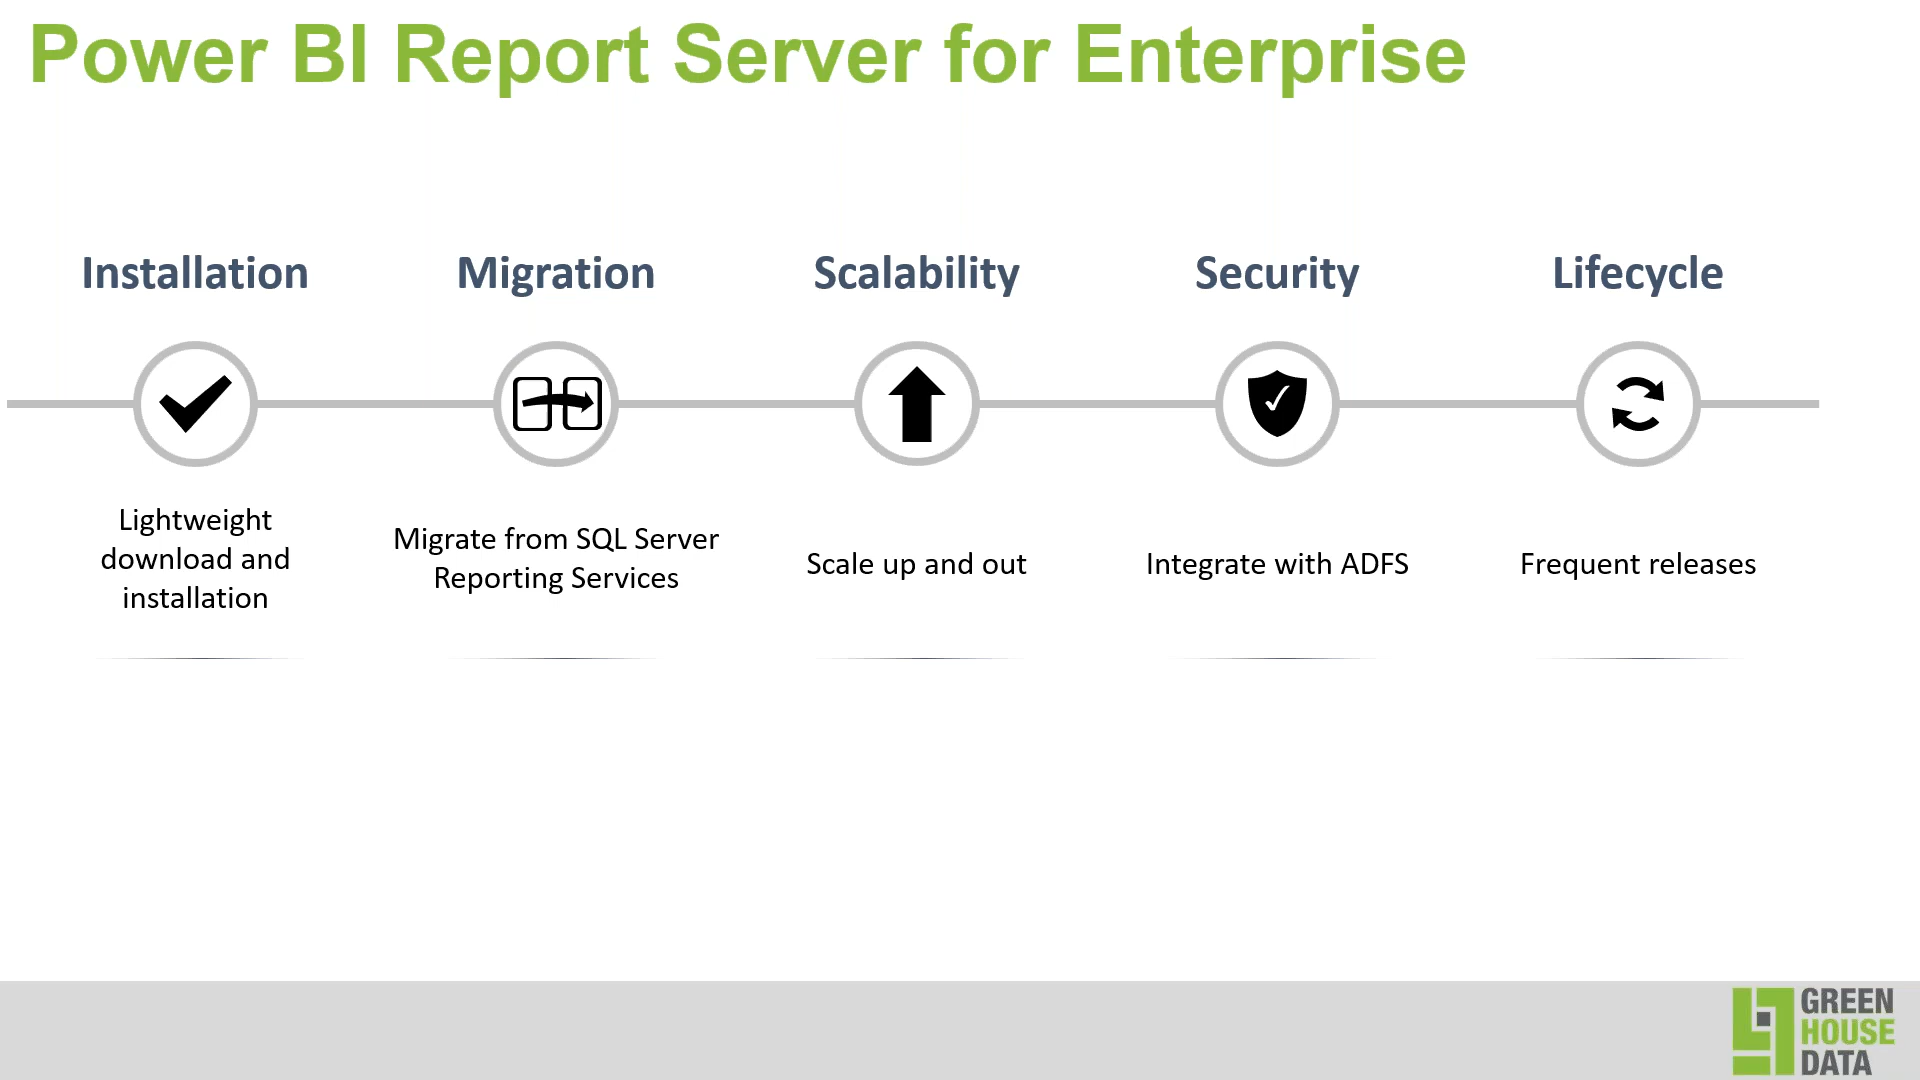 Power BI Report Server for Enterprise
Installation
Migration
Scalability
Security
Lifecycle
Lightweight
download and
installation
Migrate from SQL Server
Reporting Services
Scale up and out
Integrate with ADFS
Frequent releases
GREEN
HOUSE
DATA